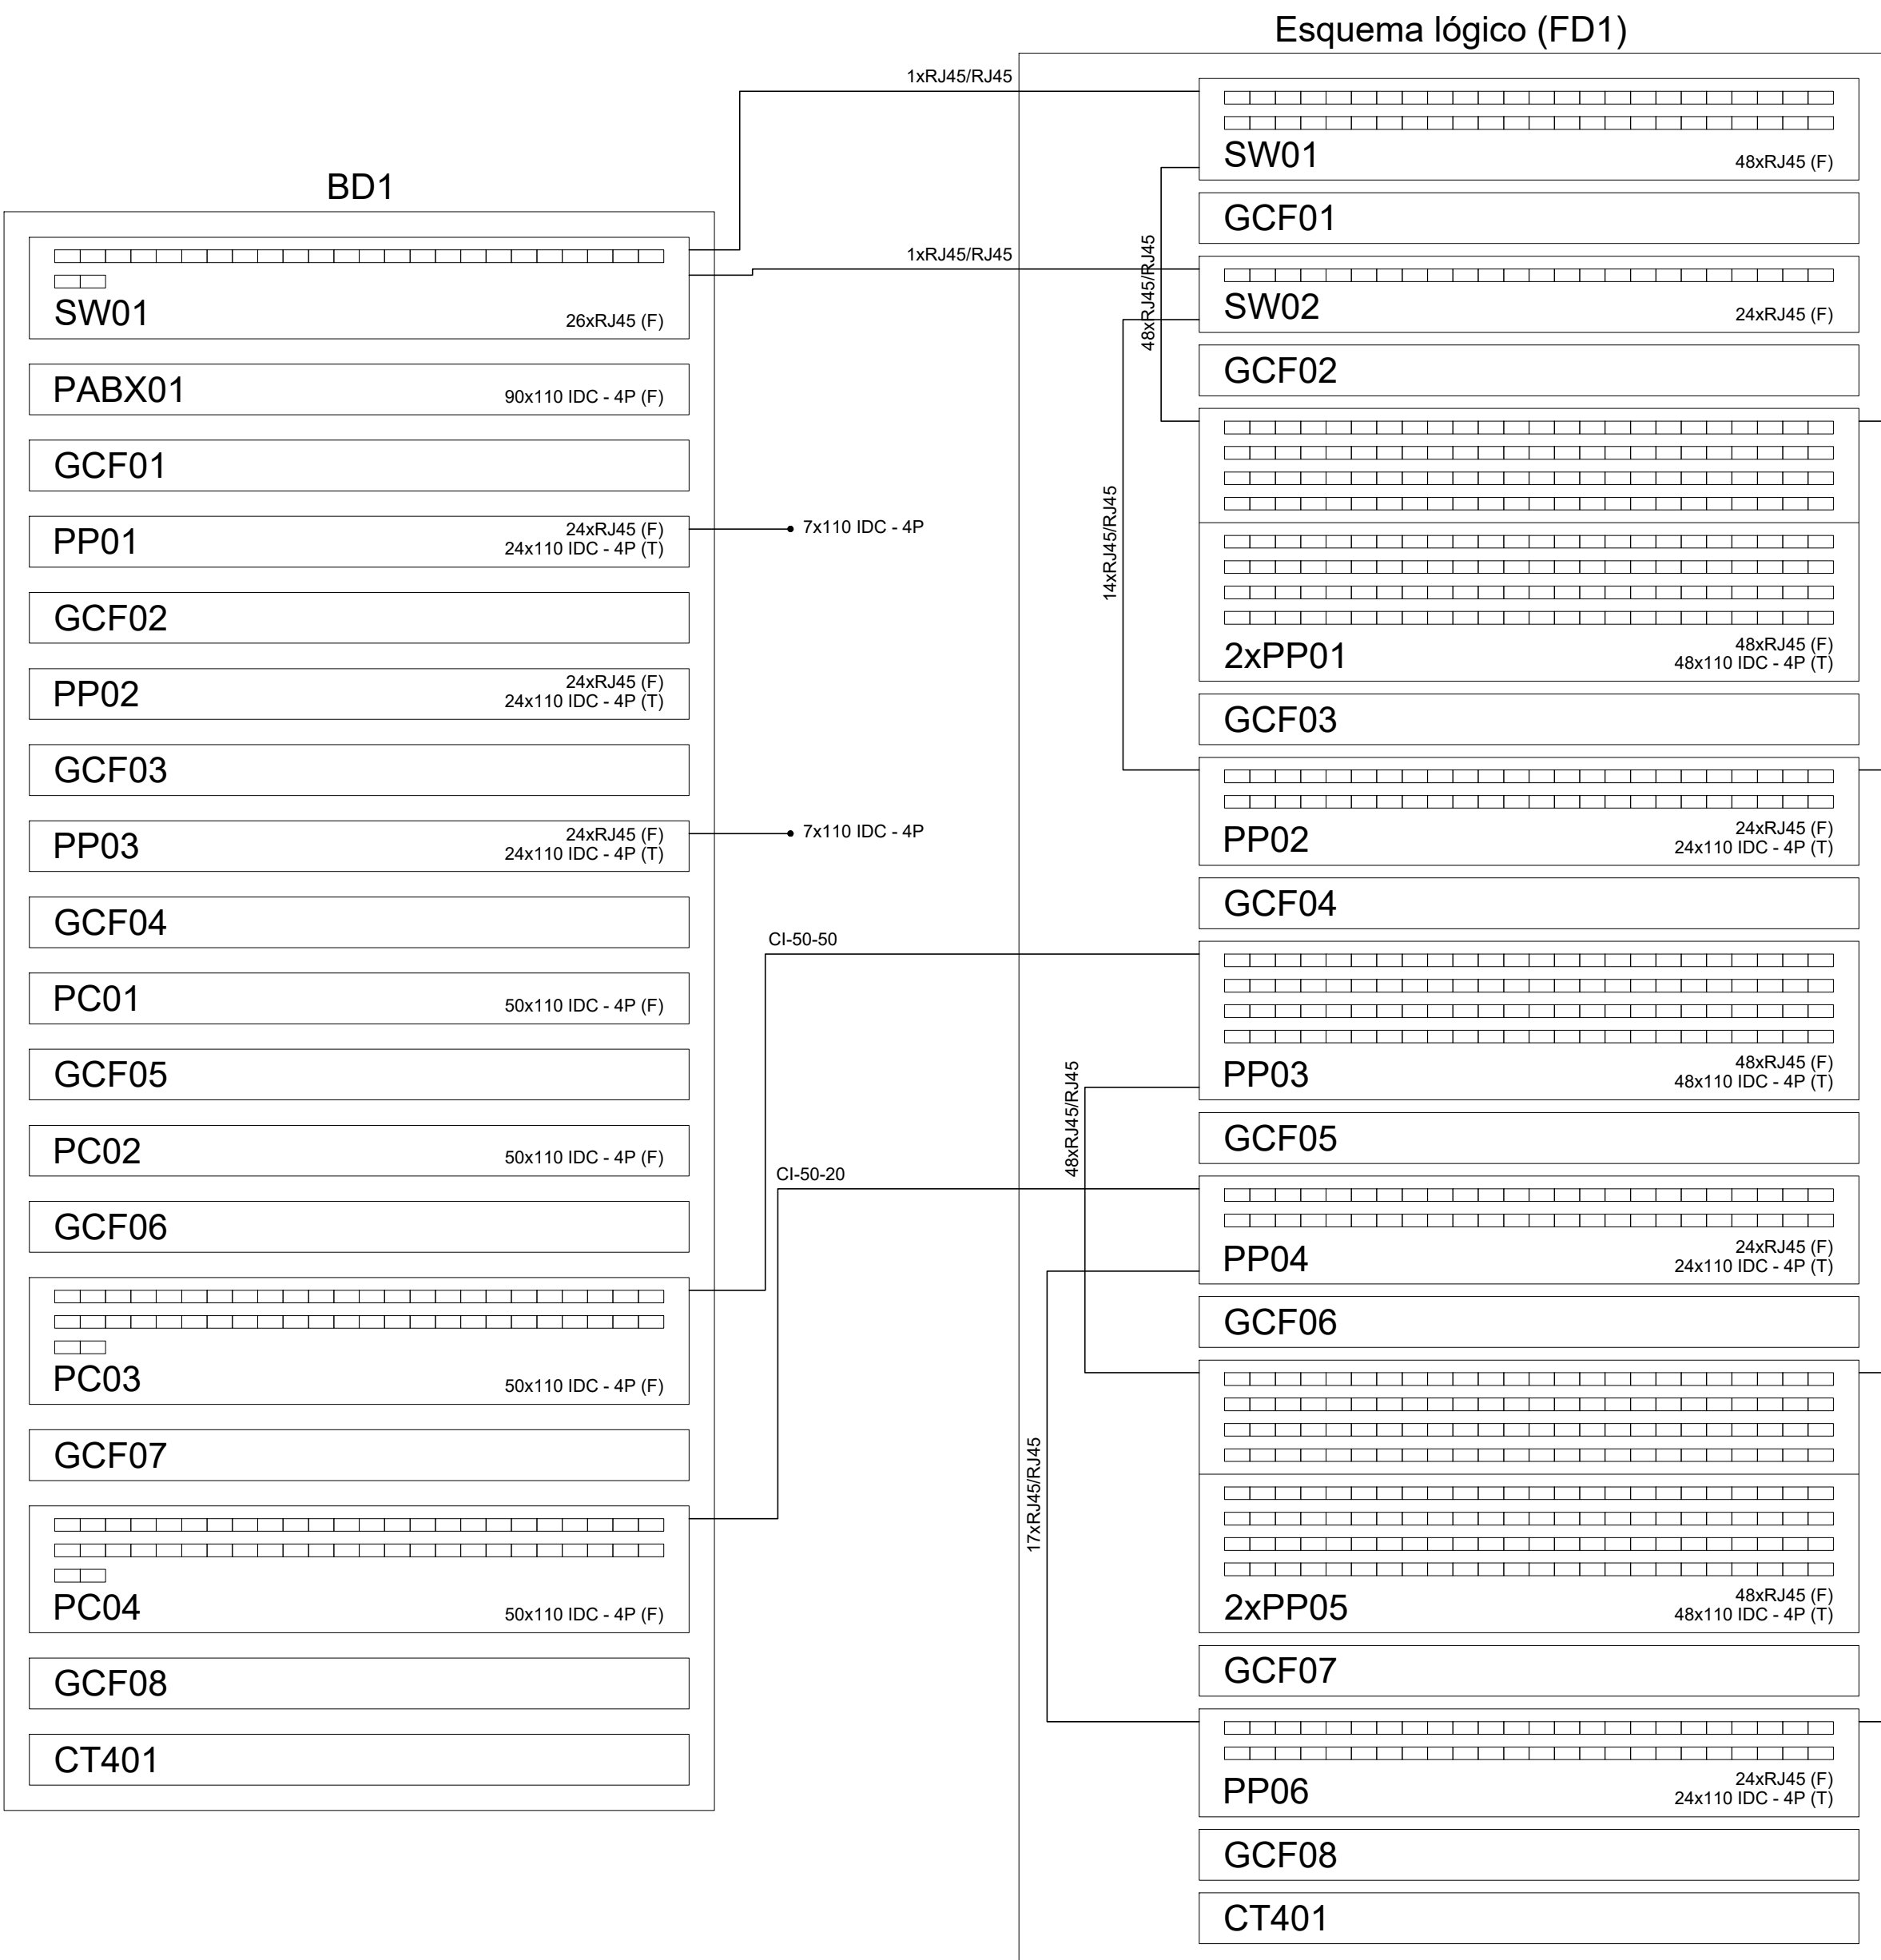 Esquema lógico (FD1)
BD1
SW01
26xRJ45 (F)
PABX01
90x110 IDC - 4P (F)
GCF01
PP01
24xRJ45 (F)
24x110 IDC - 4P (T)
7x110 IDC - 4P
GCF02
PP02
24xRJ45 (F)
24x110 IDC - 4P (T)
GCF03
PP03
24xRJ45 (F)
24x110 IDC - 4P (T)
7x110 IDC - 4P
GCF04
PC01
50x110 IDC - 4P (F)
GCF05
PC02
50x110 IDC - 4P (F)
GCF06
PC03
50x110 IDC - 4P (F)
GCF07
PC04
50x110 IDC - 4P (F)
GCF08
CT401
1xRJ45/RJ45
1xRJ45/RJ45
CI-50-50
CI-50-20
48xRJ45/RJ45
14xRJ45/RJ45
48xRJ45/RJ45
17xRJ45/RJ45
SW01
48xRJ45 (F)
GCF01
SW02
24xRJ45 (F)
GCF02
2xPP01
48xRJ45 (F)
48x110 IDC - 4P (T)
GCF03
PP02
24xRJ45 (F)
24x110 IDC - 4P (T)
GCF04
PP03
48xRJ45 (F)
48x110 IDC - 4P (T)
GCF05
PP04
24xRJ45 (F)
24x110 IDC - 4P (T)
GCF06
2xPP05
48xRJ45 (F)
48x110 IDC - 4P (T)
GCF07
PP06
24xRJ45 (F)
24x110 IDC - 4P (T)
GCF08
CT401